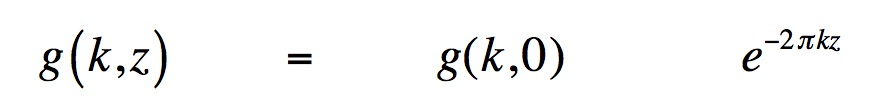 g(k,z) = g(k,0) e^{-2πkz}